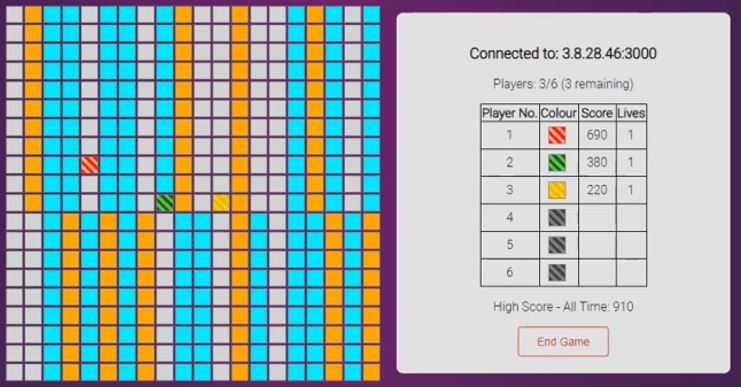 Connected to: 3.8.28.46:3000
Players: 3/6 (3 remaining)
Player No. Colour Score Lives
1 690 1
2 380 1
3 220 1
4
5
6
High Score - All Time: 910
End Game